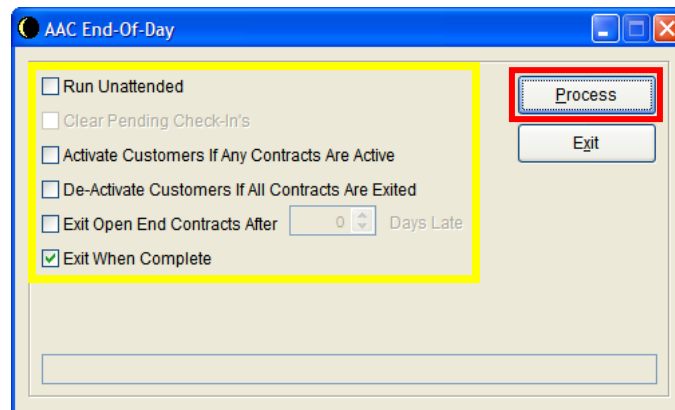 AAC End-Of-Day
Run Unattended
Process
Clear Pending Check-In's
Exit
Activate Customers If Any Contracts Are Active
De-Activate Customers If All Contracts Are Exited
Exit Open End Contracts After 0 Days Late
Exit When Complete